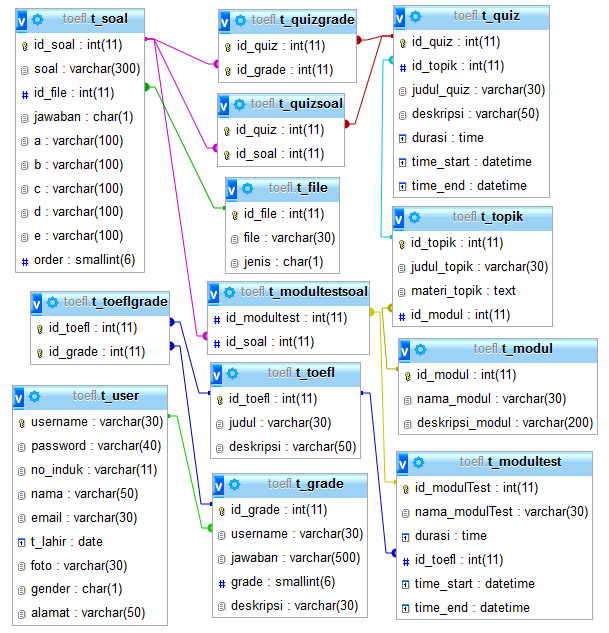 toefl t_soal
id_soal : int(11)
soal : varchar(300)
id_file : int(11)
jawaban : char(1)
a : varchar(100)
b : varchar(100)
c : varchar(100)
d : varchar(100)
e : varchar(100)
order : smallint(6)
toefl t_quizgrade
id_quiz : int(11)
id_grade : int(11)
toefl t_quizsoal
id_quiz : int(11)
id_soal : int(11)
toefl t_file
id_file : int(11)
file : varchar(30)
jenis : char(1)
toefl t_quiz
id_quiz : int(11)
id_topik : int(11)
judul_quiz : varchar(30)
deskripsi : varchar(50)
durasi : time
time_start : datetime
time_end : datetime
toefl t_topik
id_topik : int(11)
judul_topik : varchar(30)
materi_topik : text
id_modul : int(11)
toefl t_toeflgrade
id_toefl : int(11)
id_grade : int(11)
toefl t_modultestsoal
id_modultest : int(11)
id_soal : int(11)
toefl t_modul
id_modul : int(11)
nama_modul : varchar(30)
deskripsi_modul : varchar(200)
toefl t_user
username : varchar(30)
password : varchar(40)
no_induk : varchar(11)
nama : varchar(50)
email : varchar(30)
t_lahir : date
foto : varchar(30)
gender : char(1)
alamat : varchar(50)
toefl t_toefl
id_toefl : int(11)
judul : varchar(30)
deskripsi : varchar(50)
toefl t_grade
id_grade : int(11)
username : varchar(30)
jawaban : varchar(500)
grade : smallint(6)
deskripsi : varchar(30)
toefl t_modultest
id_modulTest : int(11)
nama_modulTest : varchar(30)
durasi : time
id_toefl : int(11)
time_start : datetime
time_end : datetime